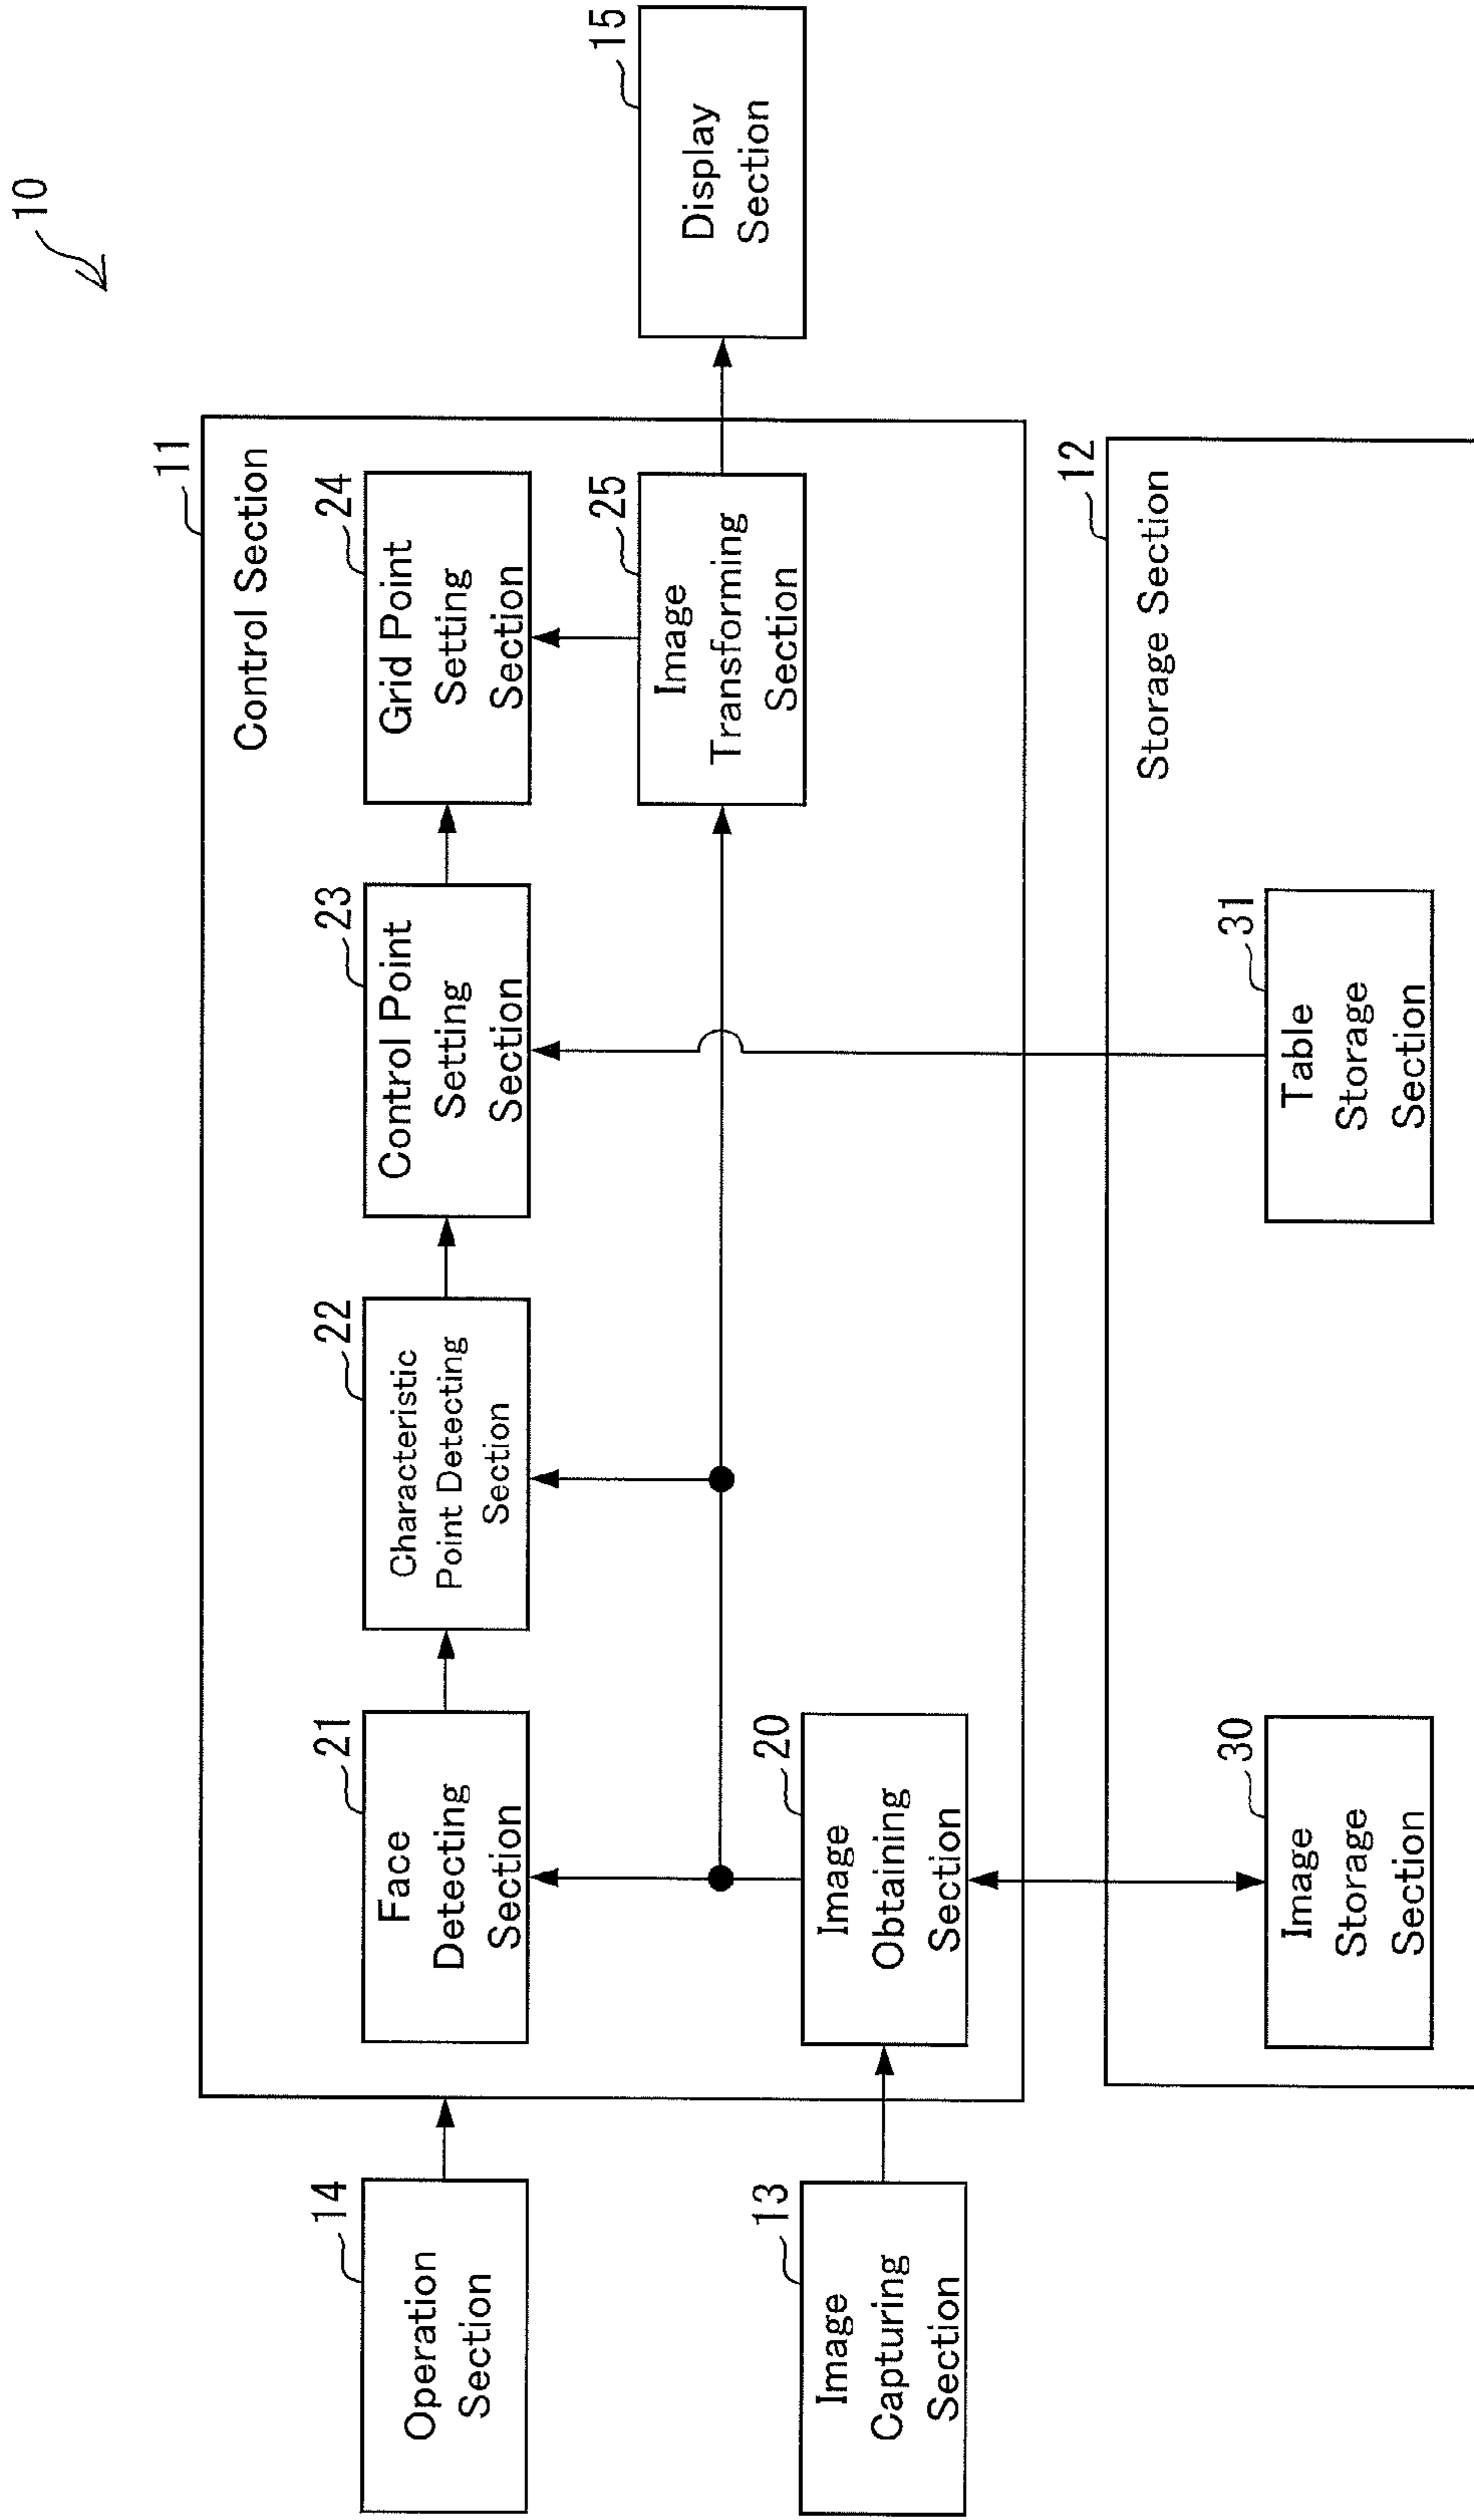 10
11
Control Section
14
Operation
Section
21
Face
Detecting
Section
22
Characteristic
Point Detecting
Section
23
Control Point
Setting
Section
24
Grid Point
Setting
Section
13
Image
Capturing
Section
20
Image
Obtaining
Section
25
Image
Transforming
Section
15
Display
Section
12
Storage Section
30
Image
Storage
Section
31
Table
Storage
Section